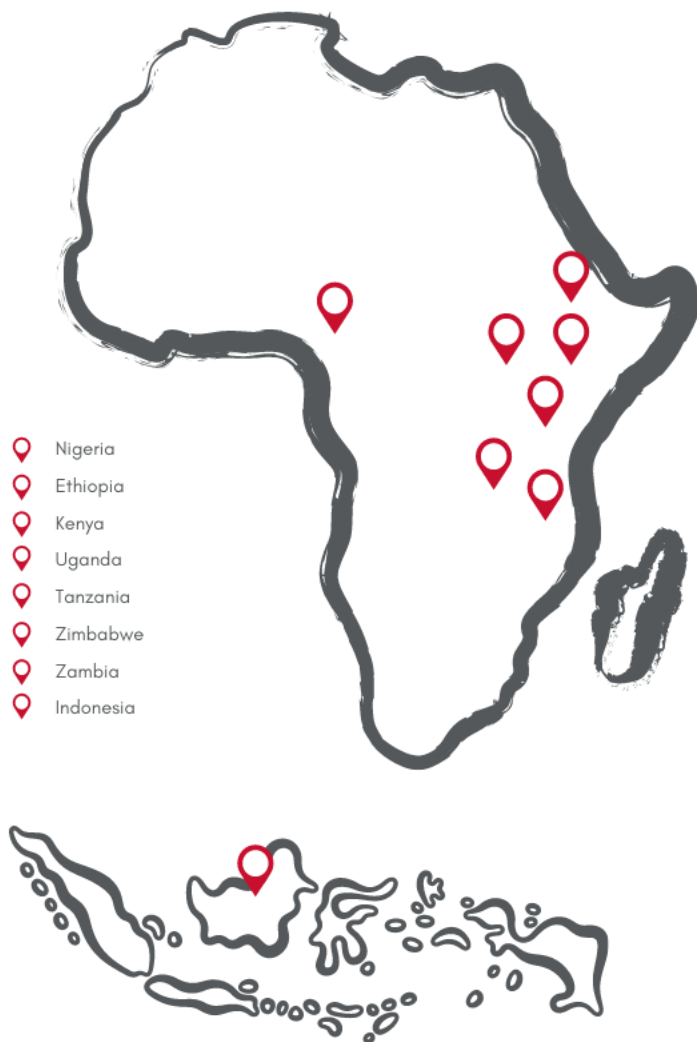 Nigeria
Ethiopia
Kenya
Uganda
Tanzania
Zimbabwe
Zambia
Indonesia